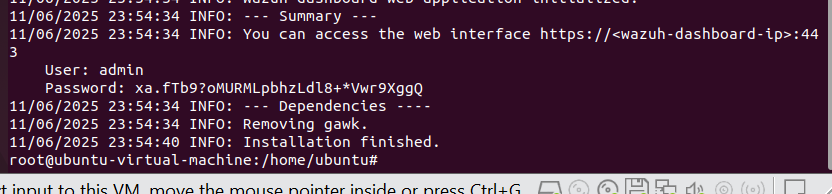 11/06/2025 23:54:34 INFO: Wazuh dashboard web application initialized.
11/06/2025 23:54:34 INFO: --- Summary ---
11/06/2025 23:54:34 INFO: You can access the web interface https://<wazuh-dashboard-ip>:44
3
    User: admin
    Password: xa.fTb9?oMURMLpbhzLdl8+*Vwr9XggQ
11/06/2025 23:54:34 INFO: --- Dependencies ----
11/06/2025 23:54:34 INFO: Removing gawk.
11/06/2025 23:54:40 INFO: Installation finished.
root@ubuntu-virtual-machine:/home/ubuntu#
ct input to this VM, move the mouse pointer inside or press Ctrl+G.